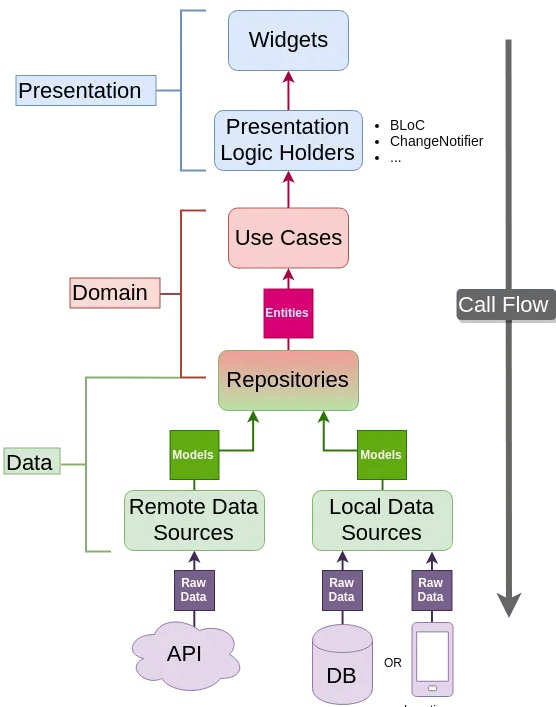 Widgets
Presentation
Presentation
Logic Holders
• BLoC
• ChangeNotifier
• ...
Use Cases
Domain
Entities
Call Flow
Repositories
Models
Models
Data
Remote Data
Sources
Local Data
Sources
Raw
Data
Raw
Data
Raw
Data
API
DB
OR